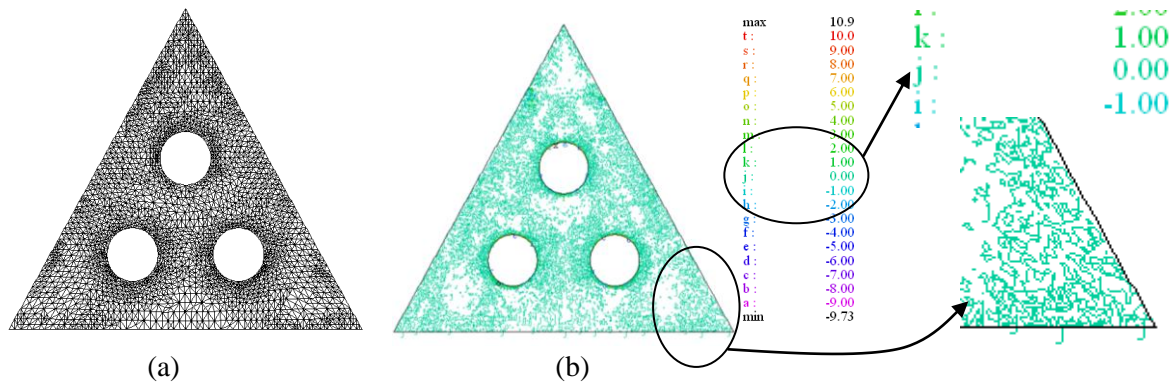 max 10.9
t : 10.0
s : 9.00
r : 8.00
q : 7.00
p : 6.00
o : 5.00
n : 4.00
m : 3.00
l : 2.00
k : 1.00
j : 0.00
i : -1.00
h : -2.00
g : -3.00
f : -4.00
e : -5.00
d : -6.00
c : -7.00
b : -8.00
a : -9.00
min -9.73
2.00
k : 1.00
j : 0.00
i : -1.00
(a)
(b)